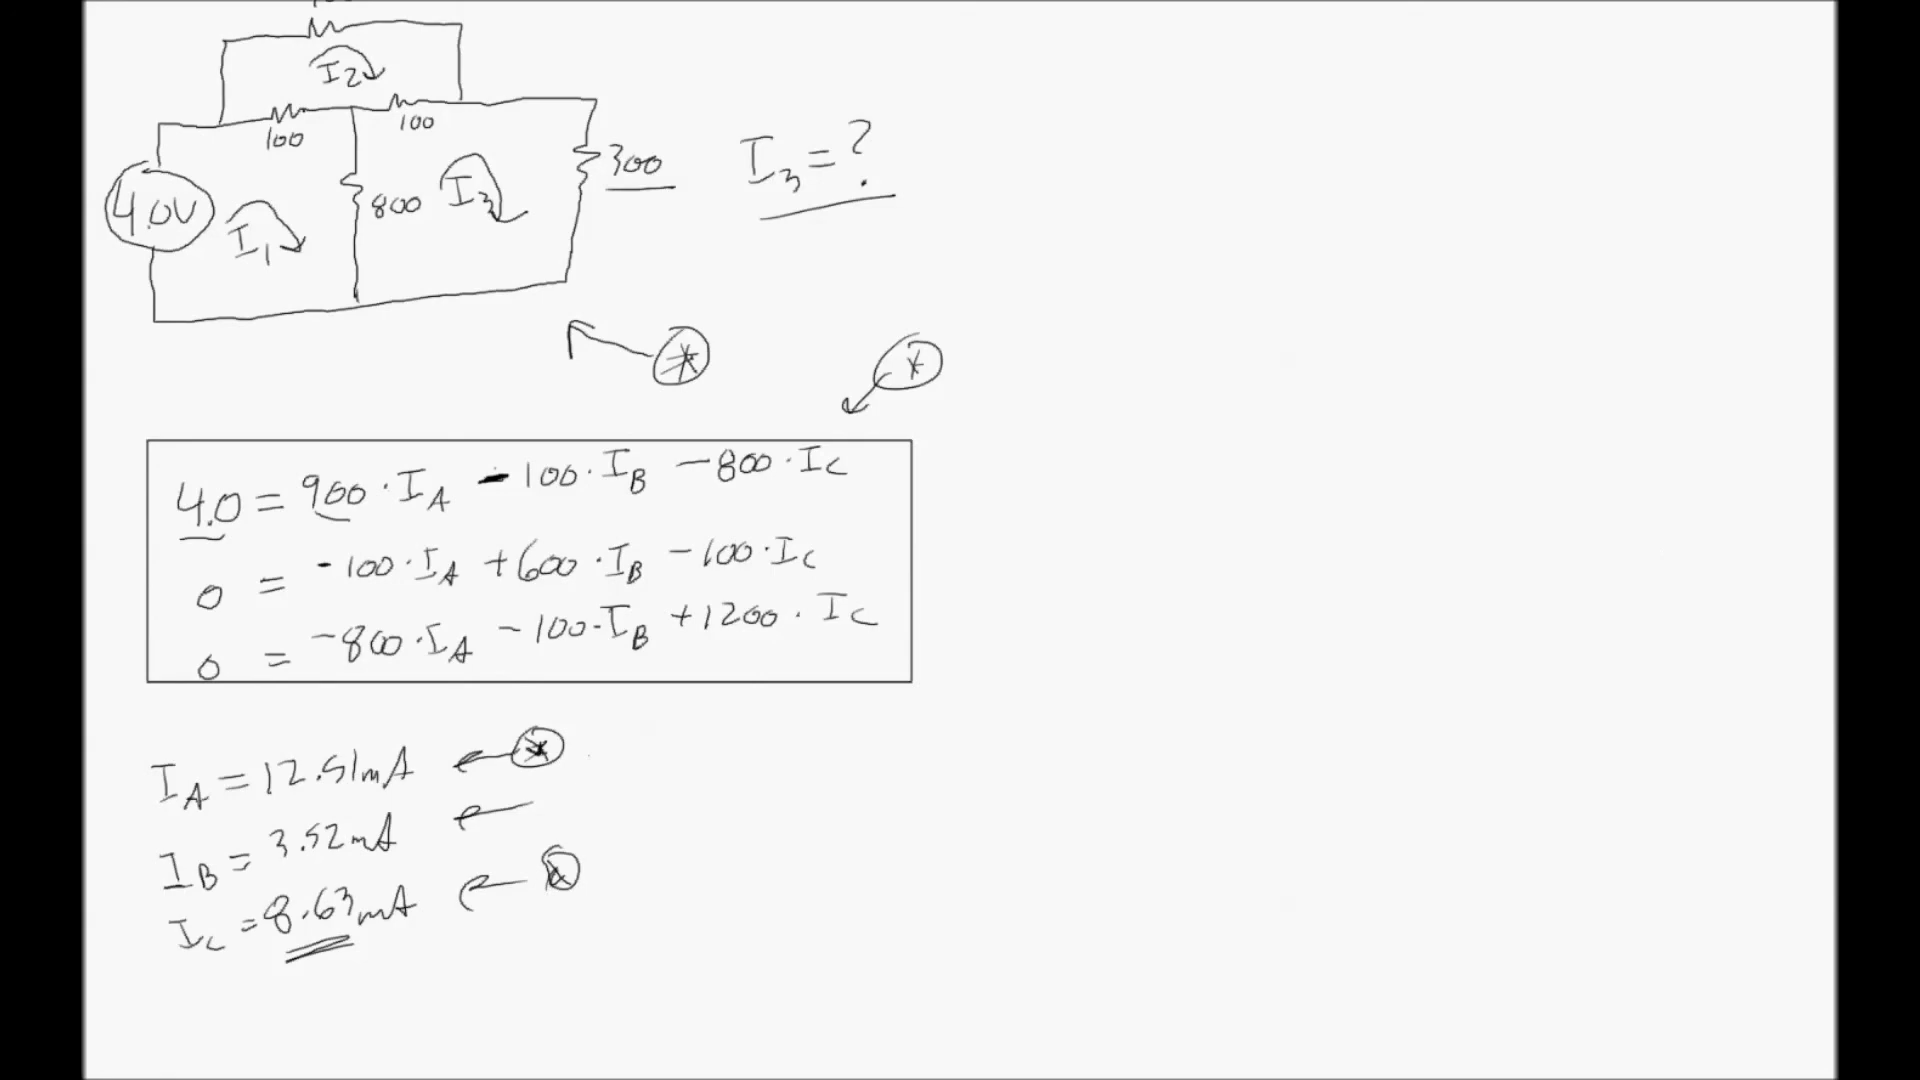 I2
100
100
300
I3 = ?
800
I3
4.0V
I1
*
*
4.0 = 900 · IA - 100 · IB - 800 · IC
0 = -100 · IA + 600 · IB - 100 · IC
0 = -800 · IA - 100 · IB + 1200 · IC
IA = 12.51mA
*
IB = 3.52mA
IC = 8.63mA